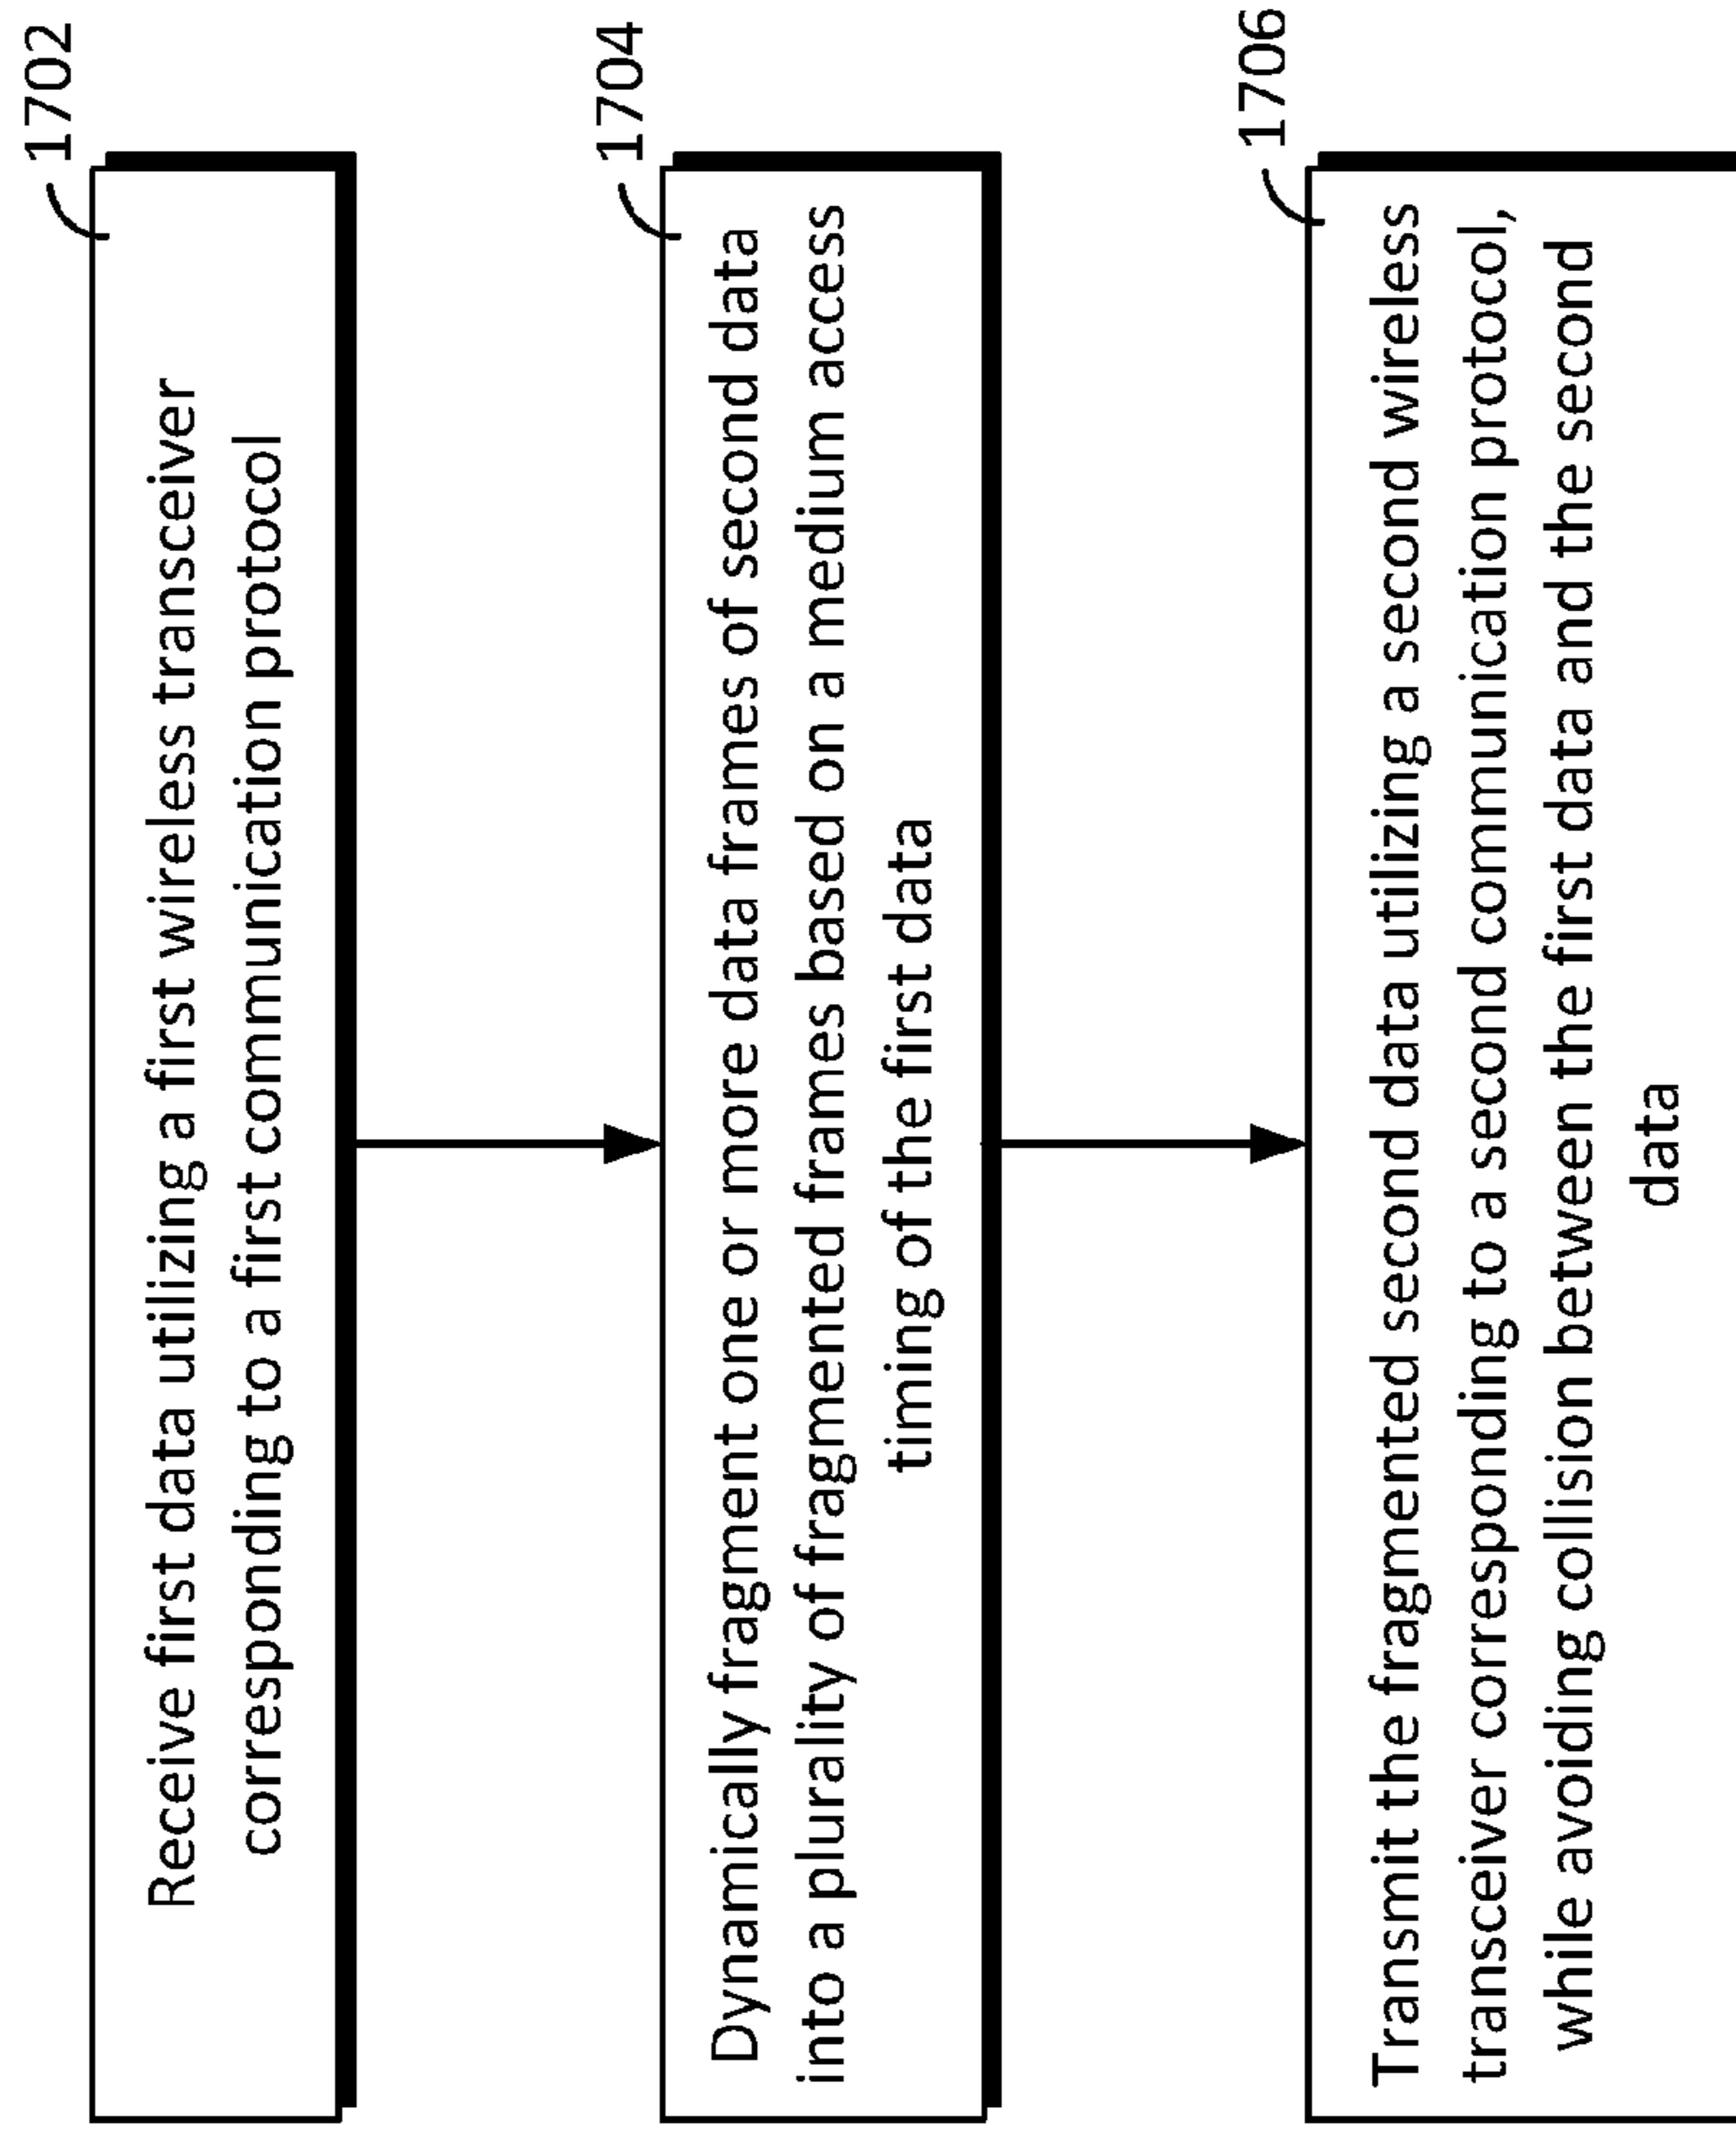 1702
Receive first data utilizing a first wireless transceiver
corresponding to a first communication protocol
1704
Dynamically fragment one or more data frames of second data
into a plurality of fragmented frames based on a medium access
timing of the first data
1706
Transmit the fragmented second data utilizing a second wireless
transceiver corresponding to a second communication protocol,
while avoiding collision between the first data and the second
data